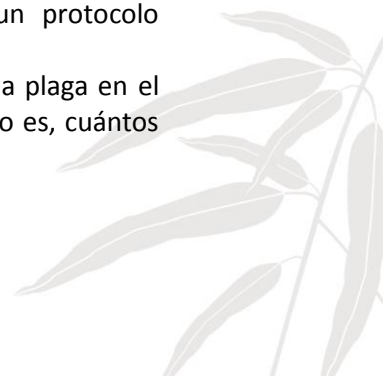 un protocolo
a plaga en el
o es, cuántos